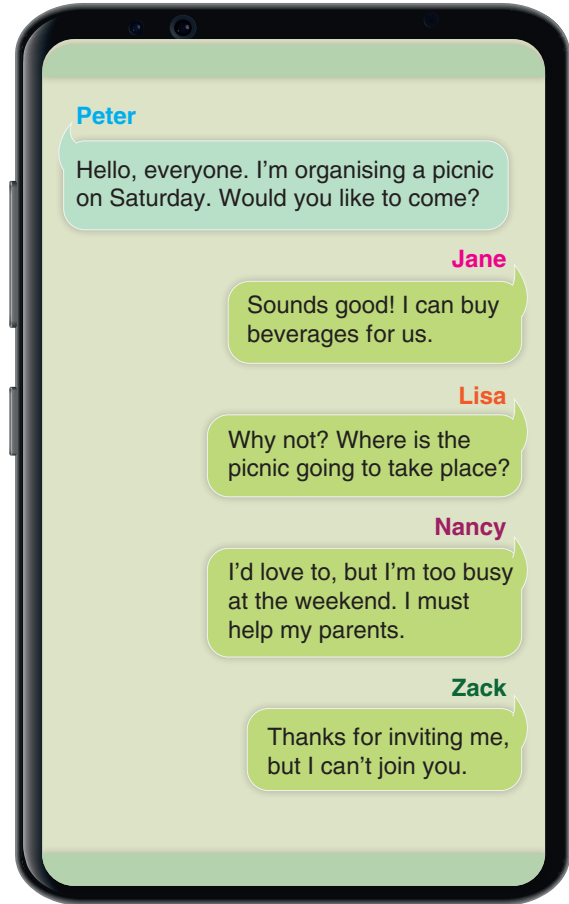 Peter
Hello, everyone. I'm organising a picnic
on Saturday. Would you like to come?
Jane
Sounds good! I can buy
beverages for us.
Lisa
Why not? Where is the
picnic going to take place?
Nancy
I'd love to, but I'm too busy
at the weekend. I must
help my parents.
Zack
Thanks for inviting me,
but I can't join you.